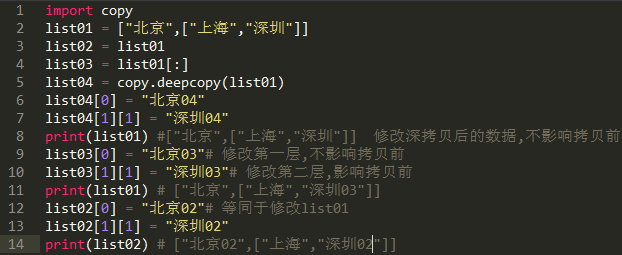 1 import copy
2 list01 = ["北京",["上海","深圳"]]
3 list02 = list01
4 list03 = list01[:]
5 list04 = copy.deepcopy(list01)
6 list04[0] = "北京04"
7 list04[1][1] = "深圳04"
8 print(list01) #["北京",["上海","深圳"]] 修改深拷贝后的数据,不影响拷贝前
9 list03[0] = "北京03"# 修改第一层,不影响拷贝前
10 list03[1][1] = "深圳03"# 修改第二层,影响拷贝前
11 print(list01) # ["北京",["上海","深圳03"]]
12 list02[0] = "北京02"# 等同于修改list01
13 list02[1][1] = "深圳02"
14 print(list02) # ["北京02",["上海","深圳02"]]